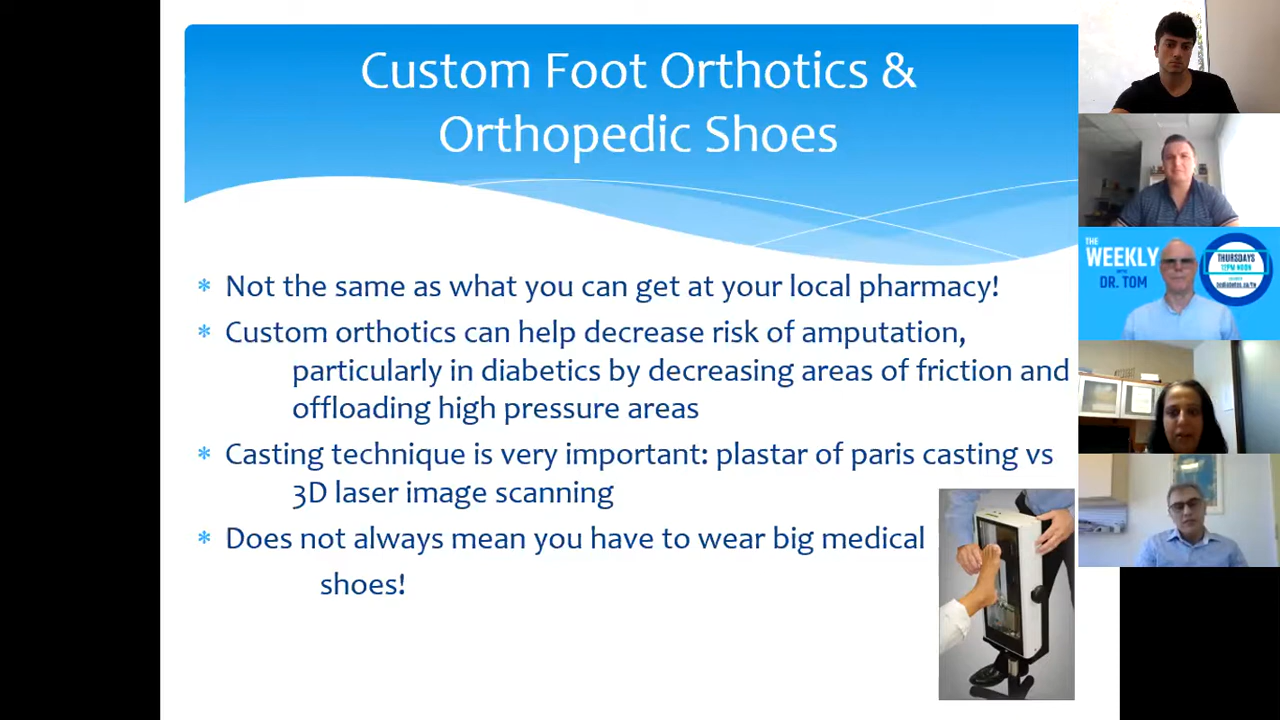 Custom Foot Orthotics &
Orthopedic Shoes
* Not the same as what you can get at your local pharmacy!
* Custom orthotics can help decrease risk of amputation,
particularly in diabetics by decreasing areas of friction and
offloading high pressure areas
* Casting technique is very important: plastar of paris casting vs
3D laser image scanning
* Does not always mean you have to wear big medical
shoes!
THE
WEEKLY
WITH
DR. TOM
THURSDAYS
12PM NOON